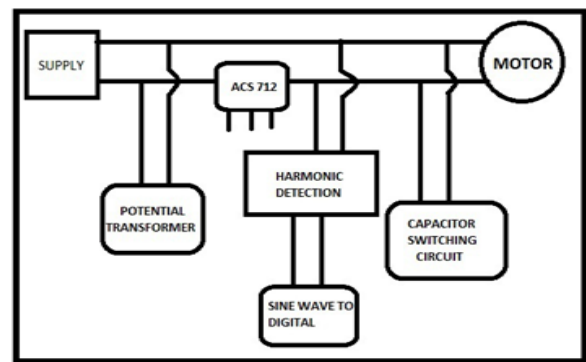 SUPPLY
ACS 712
MOTOR
HARMONIC
DETECTION
POTENTIAL
TRANSFORMER
CAPACITOR
SWITCHING
CIRCUIT
SINE WAVE TO
DIGITAL